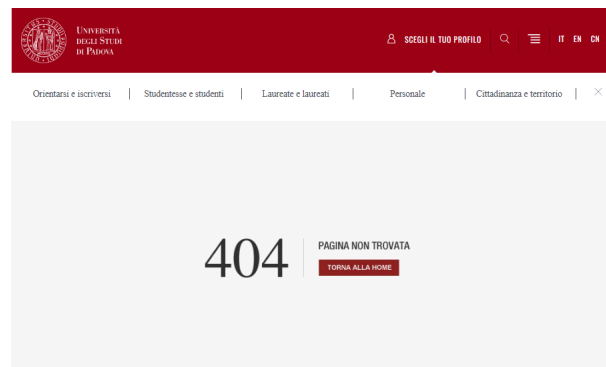 UNIVERSITÀ
DEGLI STUDI
DI PADOVA
SCEGLI IL TUO PROFILO
IT EN CN
Orientarsi e iscriversi | Studentesse e studenti | Laureate e laureati | Personale | Cittadinanza e territorio |
404
PAGINA NON TROVATA
TORNA ALLA HOME